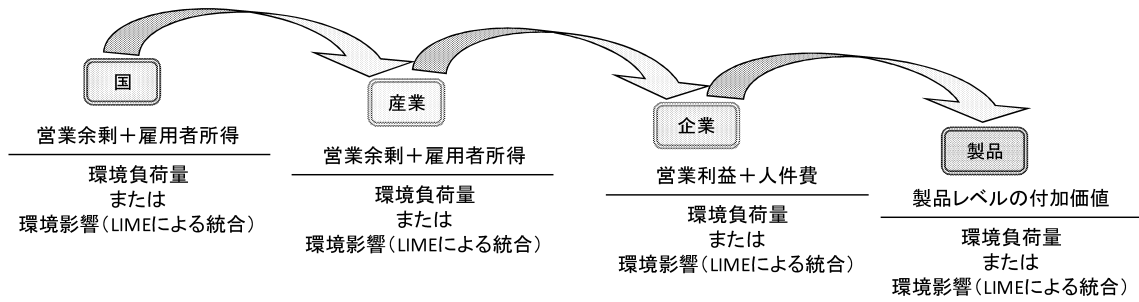 国
営業余剰＋雇用者所得
環境負荷量
または
環境影響（LIMEによる統合）
産業
営業余剰＋雇用者所得
環境負荷量
または
環境影響（LIMEによる統合）
企業
営業利益＋人件費
環境負荷量
または
環境影響（LIMEによる統合）
製品
製品レベルの付加価値
環境負荷量
または
環境影響（LIMEによる統合）